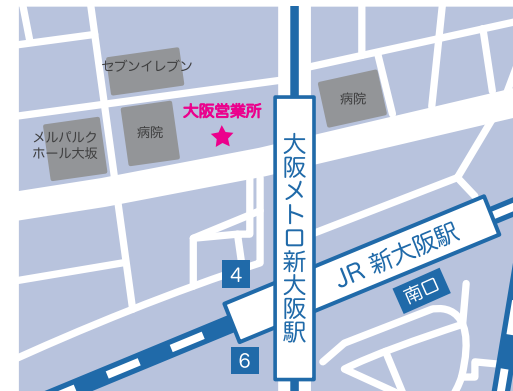 セブンイレブン
大阪営業所
病院
病院
メルパルク
ホール大坂
大阪メトロ新大阪駅
JR 新大阪駅
南口
4
6